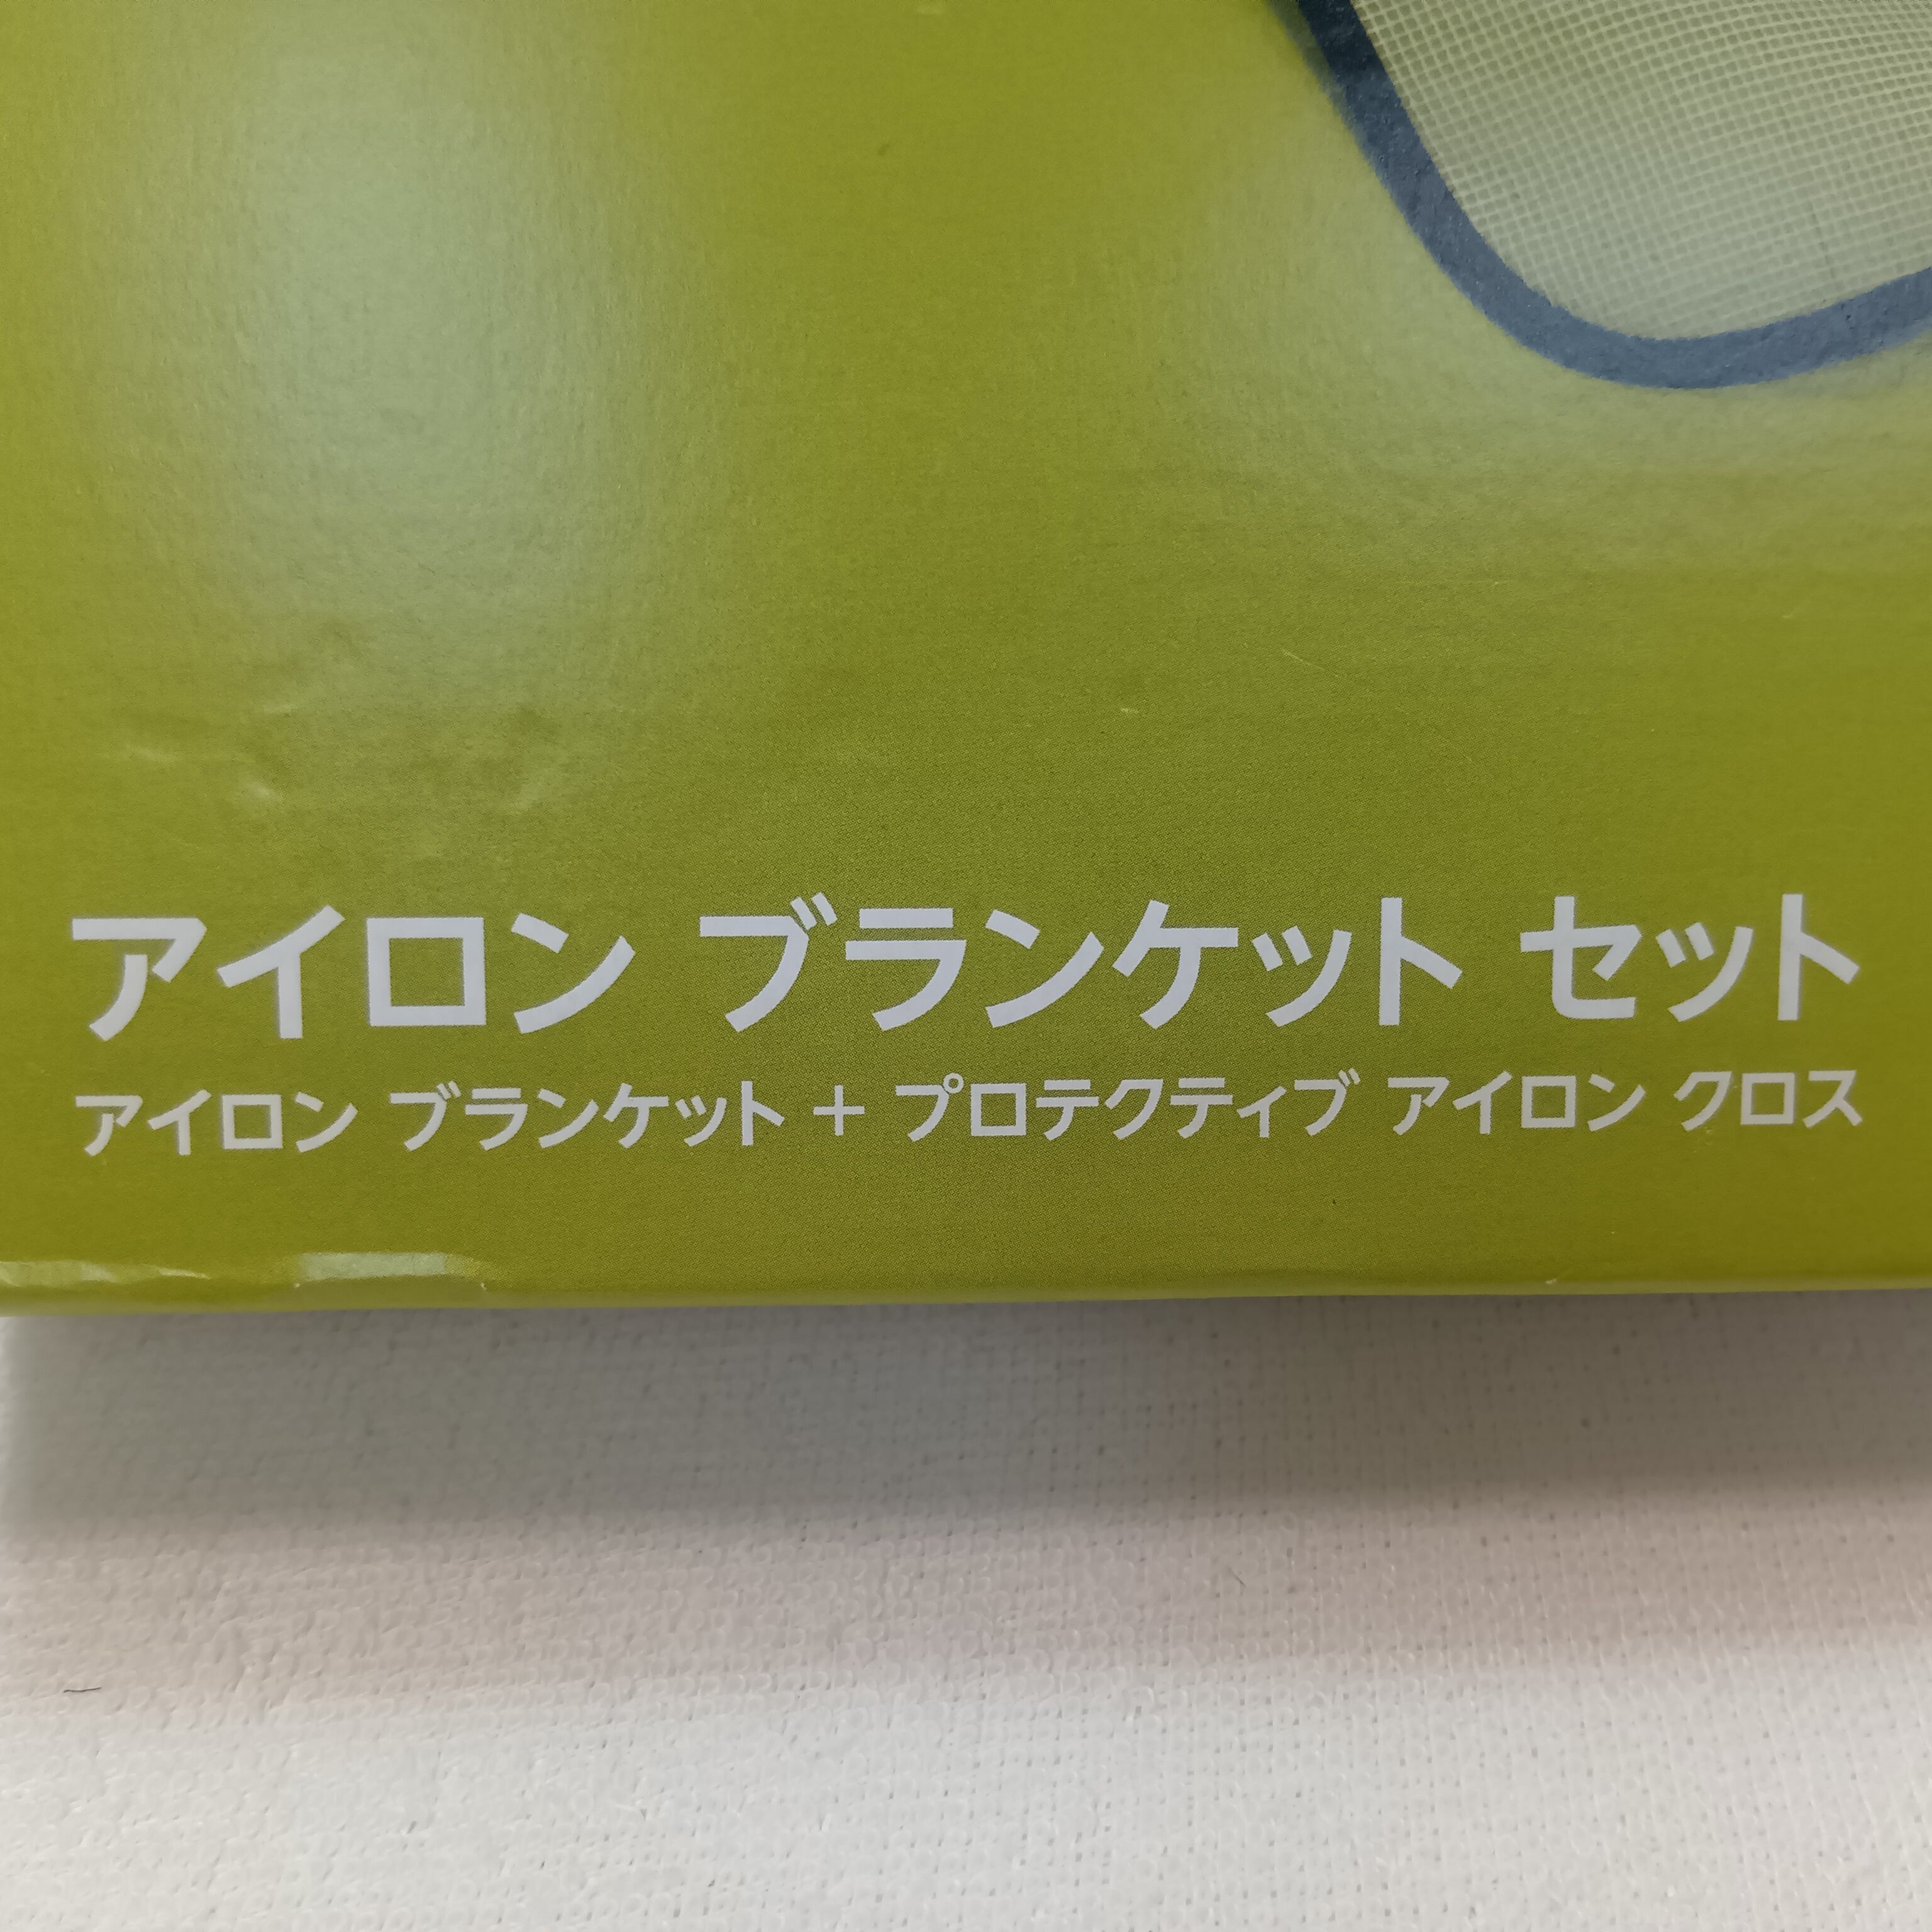 アイロン ブランケット セット
アイロン ブランケット + プロテクティブ アイロン クロス